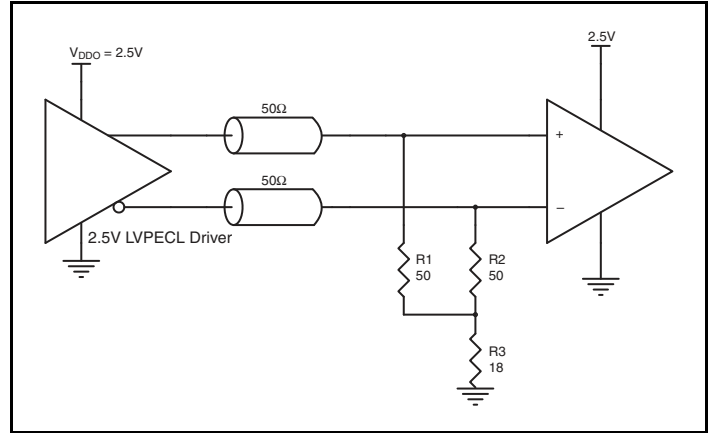 V_DDO = 2.5V
2.5V
50Ω
+
50Ω
–
2.5V LVPECL Driver
R1
50
R2
50
R3
18